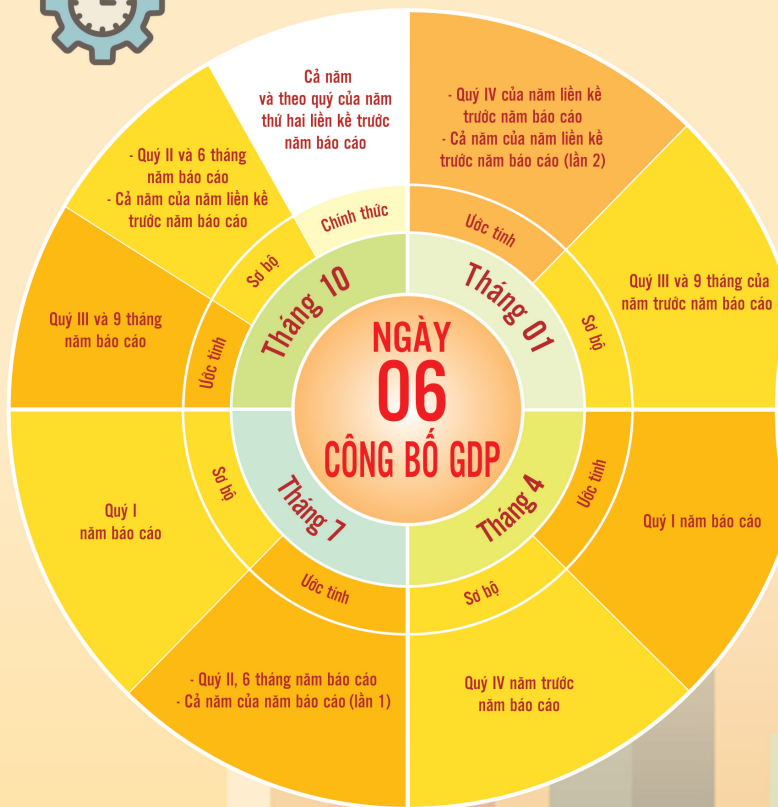 Cả năm
và theo quý của năm
thứ hai liền kề trước
năm báo cáo
- Quý IV của năm liền kề
trước năm báo cáo
- Cả năm của năm liền kề
trước năm báo cáo (lần 2)
- Quý II và 6 tháng
năm báo cáo
- Cả năm của năm liền kề
trước năm báo cáo
Chính thức
Ước tính
Sơ bộ
Tháng 10
Tháng 01
Quý III và 9 tháng của
năm trước năm báo cáo
Sơ bộ
Quý III và 9 tháng
năm báo cáo
Ước tính
NGÀY
06
CÔNG BỐ GDP
Sơ bộ
Quý I
năm báo cáo
Tháng 7
Tháng 4
Ước tính
Quý I năm báo cáo
Ước tính
Sơ bộ
- Quý II, 6 tháng năm báo cáo
- Cả năm của năm báo cáo (lần 1)
Quý IV năm trước
năm báo cáo